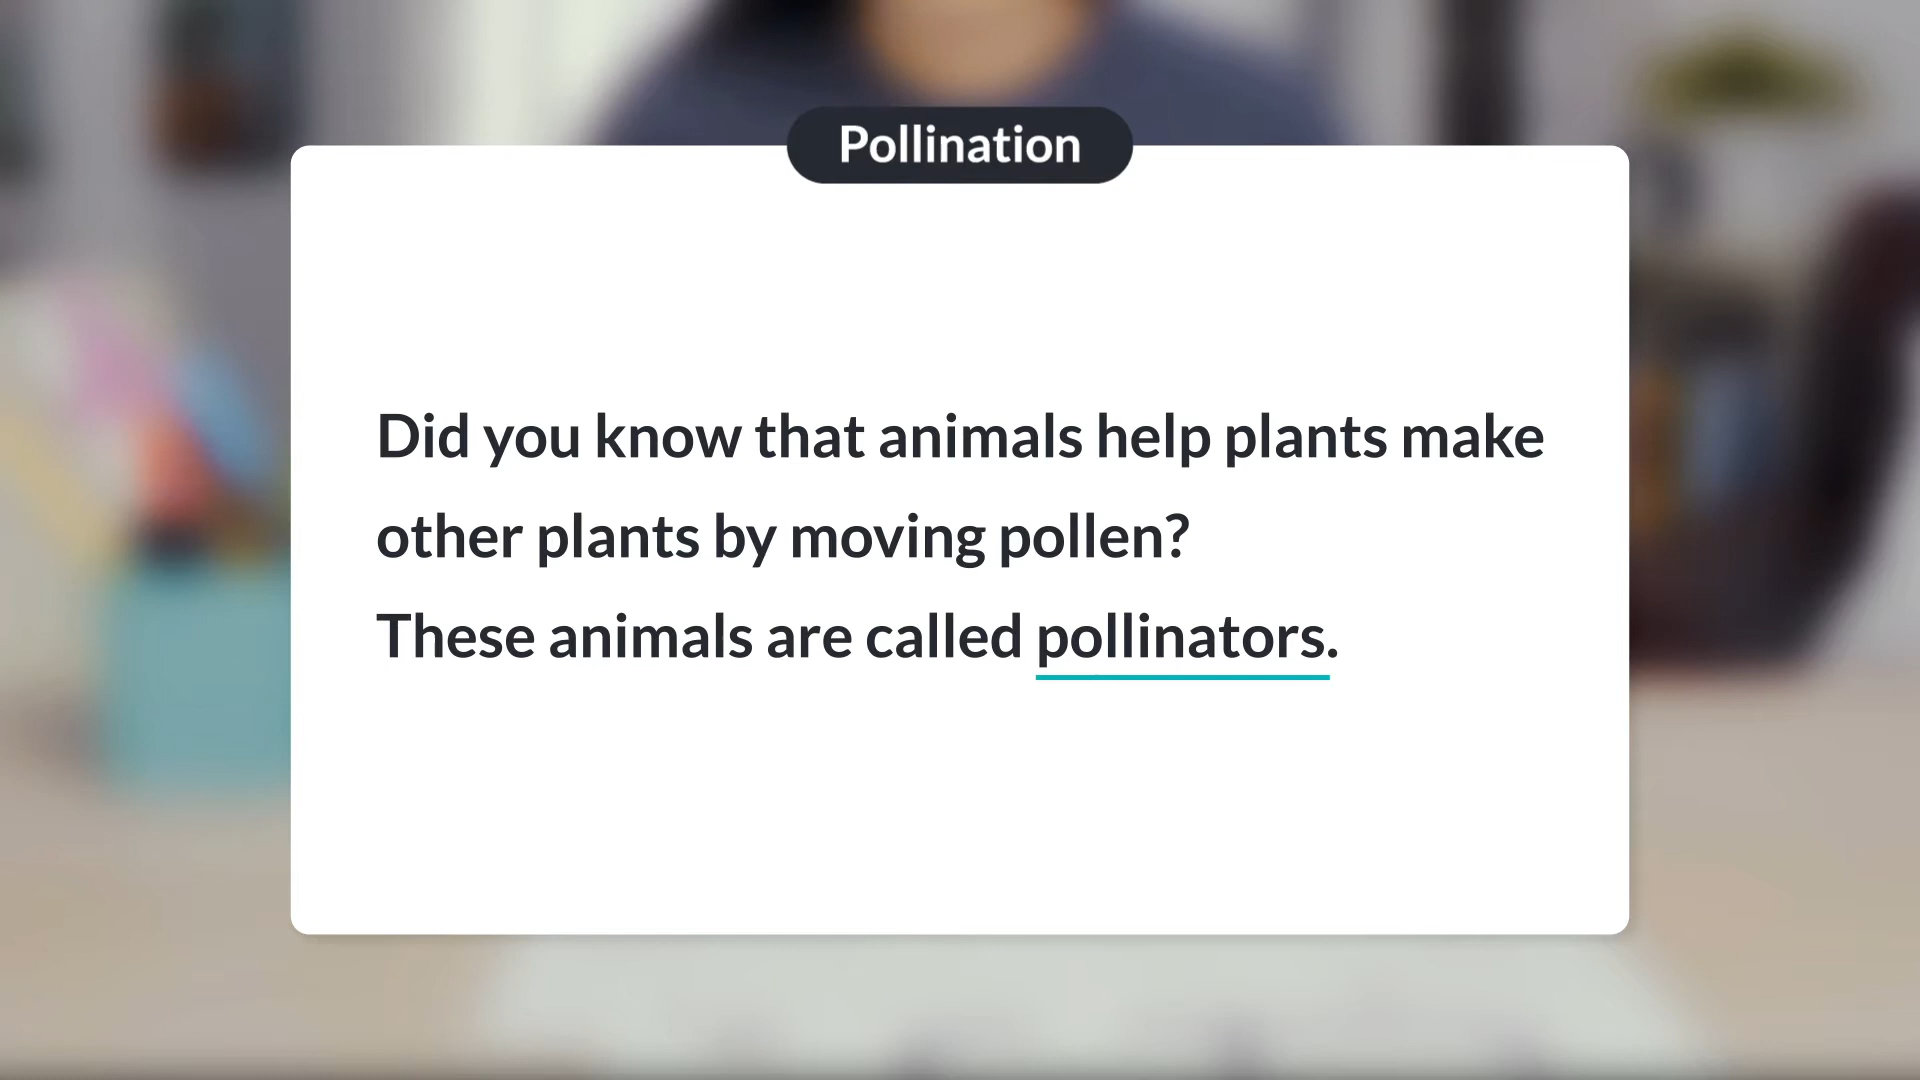 Pollination
Did you know that animals help plants make
other plants by moving pollen?
These animals are called pollinators.